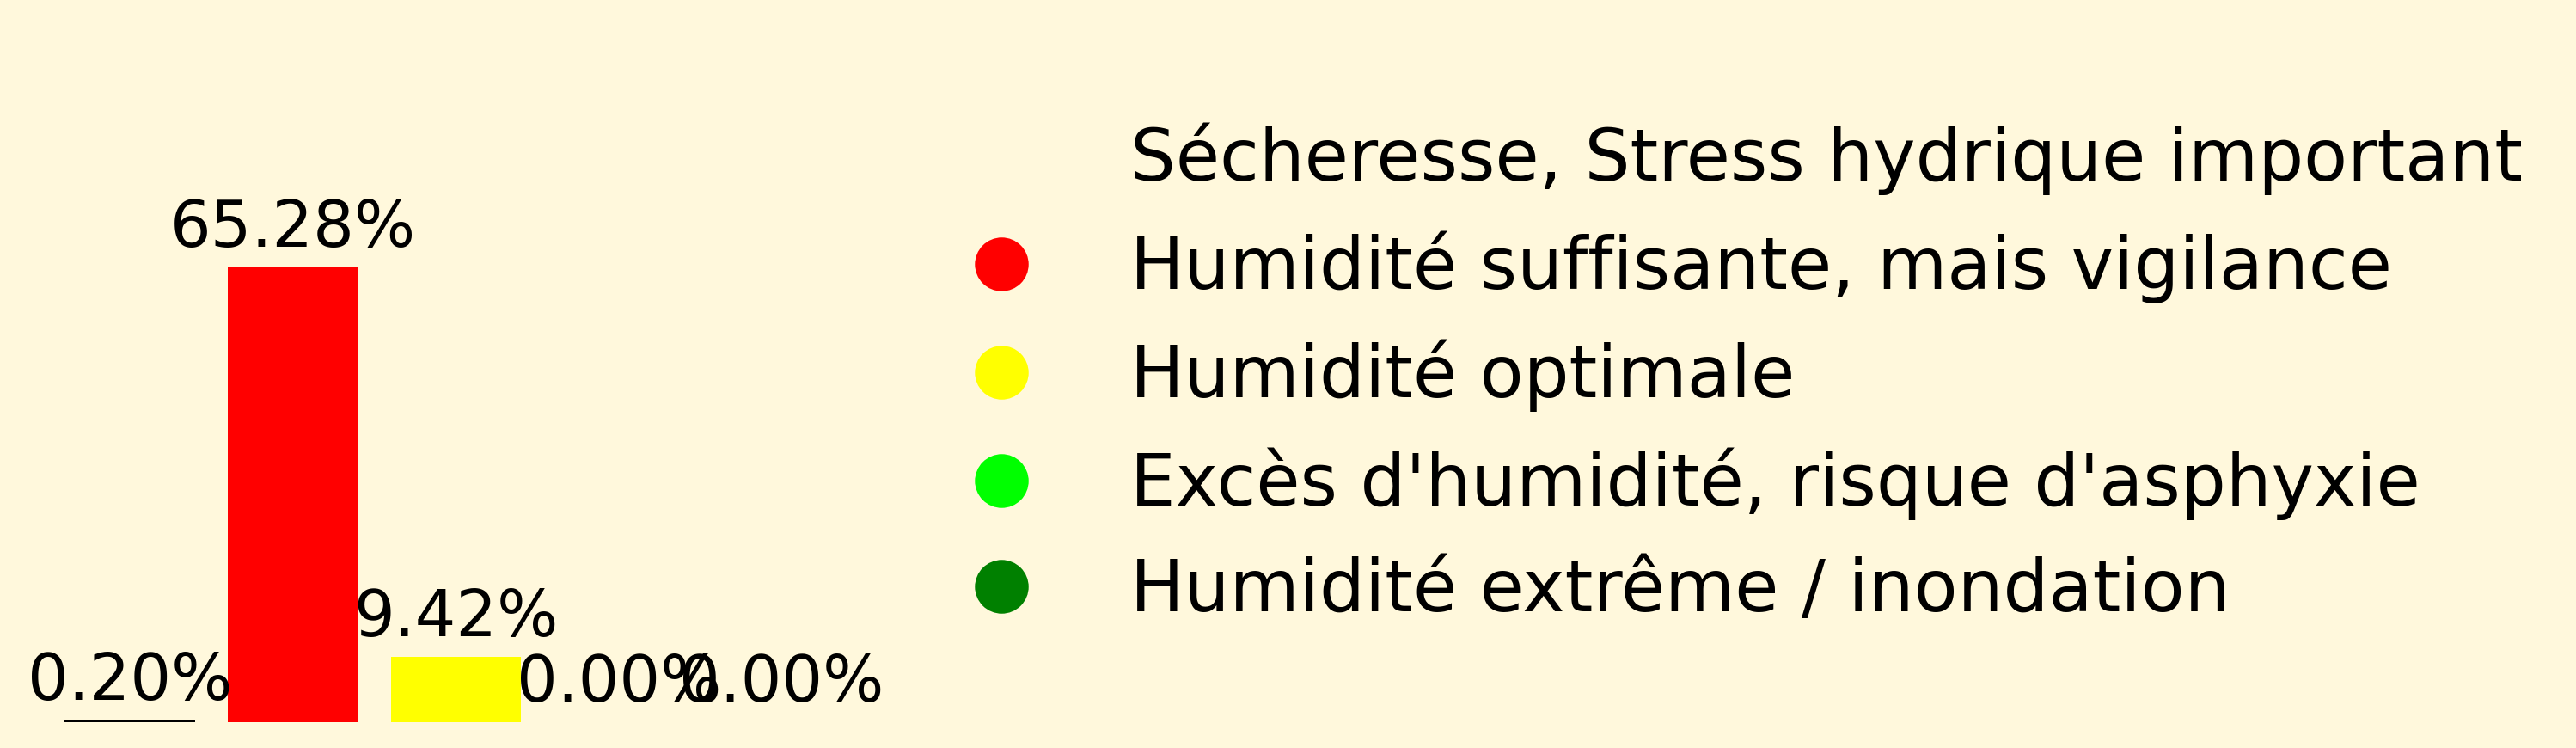 65.28%
9.42%
0.20%
0.00%
0.00%
Sécheresse, Stress hydrique important
Humidité suffisante, mais vigilance
Humidité optimale
Excès d'humidité, risque d'asphyxie
Humidité extrême / inondation